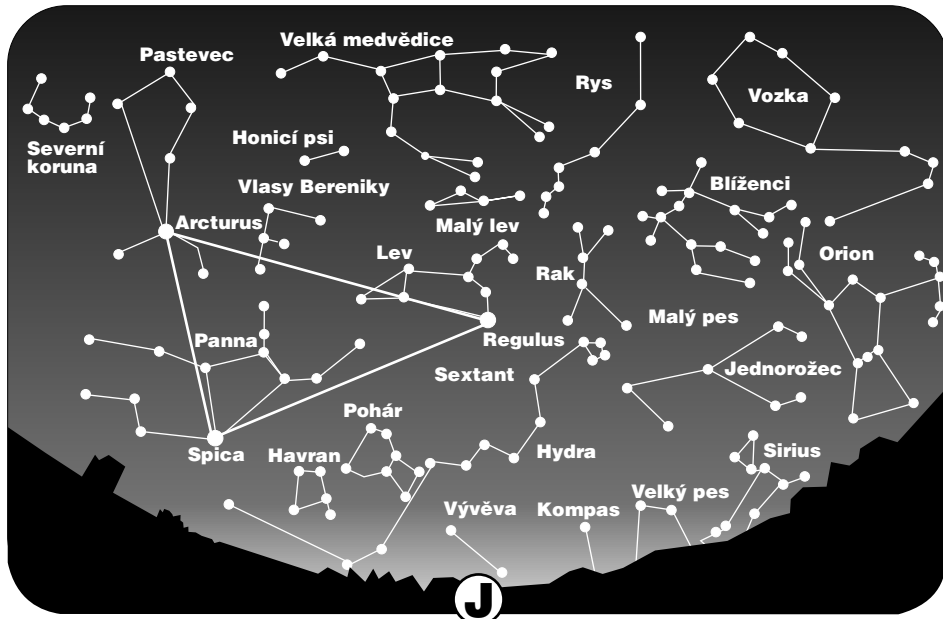 Velká medvědice
Pastevec
Rys
Vozka
Honicí psi
Severní
koruna
Vlasy Bereniky
Blíženci
Arcturus
Malý lev
Lev
Orion
Rak
Malý pes
Panna
Regulus
Sextant
Jednorožec
Pohár
Spica
Havran
Hydra
Sirius
Velký pes
Vývěva
Kompas
J